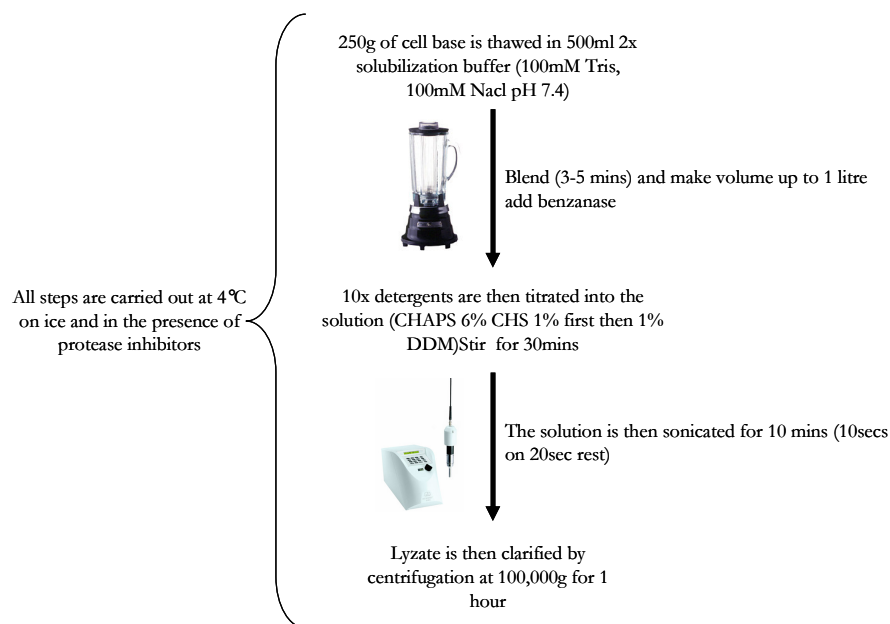 250g of cell base is thawed in 500ml 2x
solubilization buffer (100mM Tris,
100mM Nacl pH 7.4)
Blend (3-5 mins) and make volume up to 1 litre
add benzanase
All steps are carried out at 4°C
on ice and in the presence of
protease inhibitors
10x detergents are then titrated into the
solution (CHAPS 6% CHS 1% first then 1%
DDM)Stir for 30mins
The solution is then sonicated for 10 mins (10secs
on 20sec rest)
Lyzate is then clarified by
centrifugation at 100,000g for 1
hour